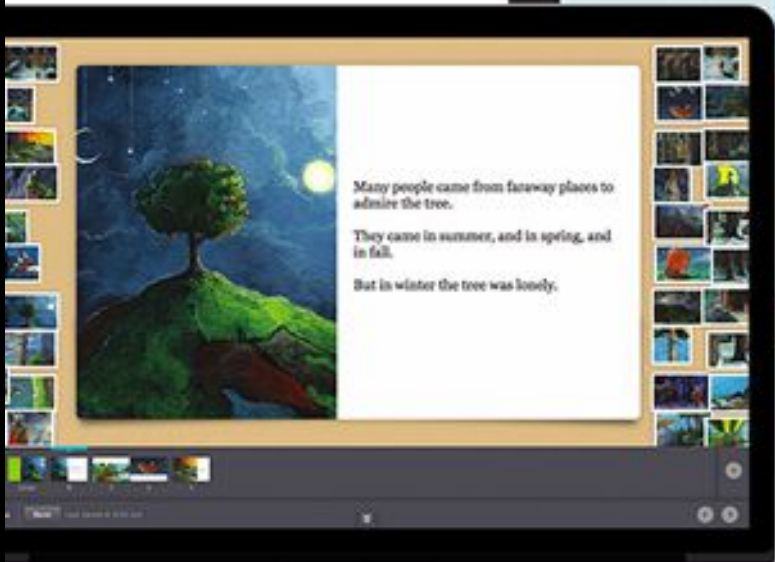 Many people came from faraway places to
admire the tree.
They came in summer, and in spring, and
in fall.
But in winter the tree was lonely.